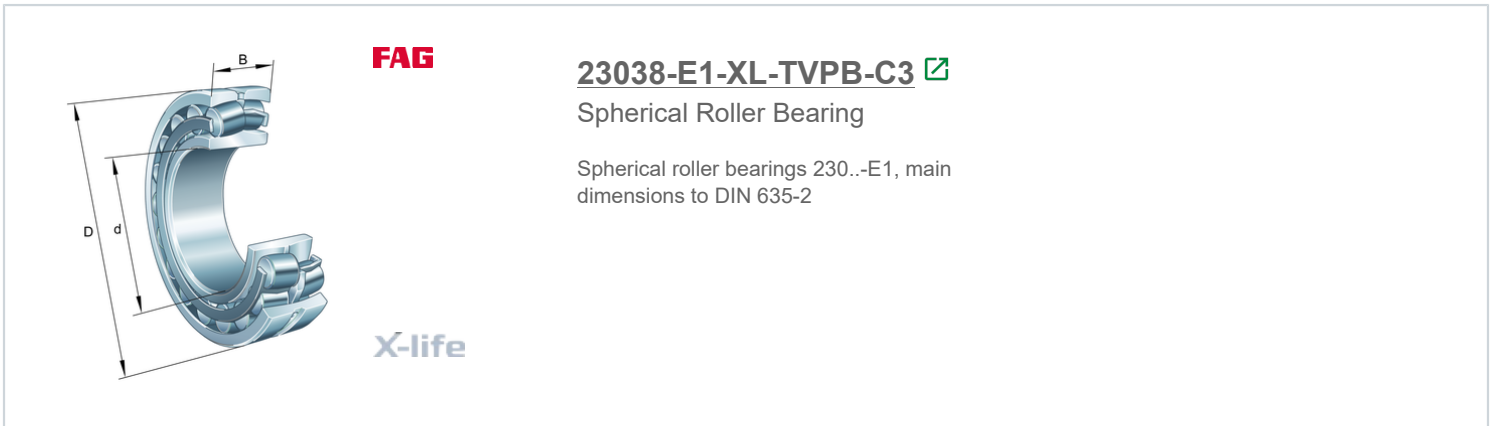 B
D
d
FAG
X-life
23038-E1-XL-TVPB-C3
Spherical Roller Bearing
Spherical roller bearings 230..-E1, main
dimensions to DIN 635-2